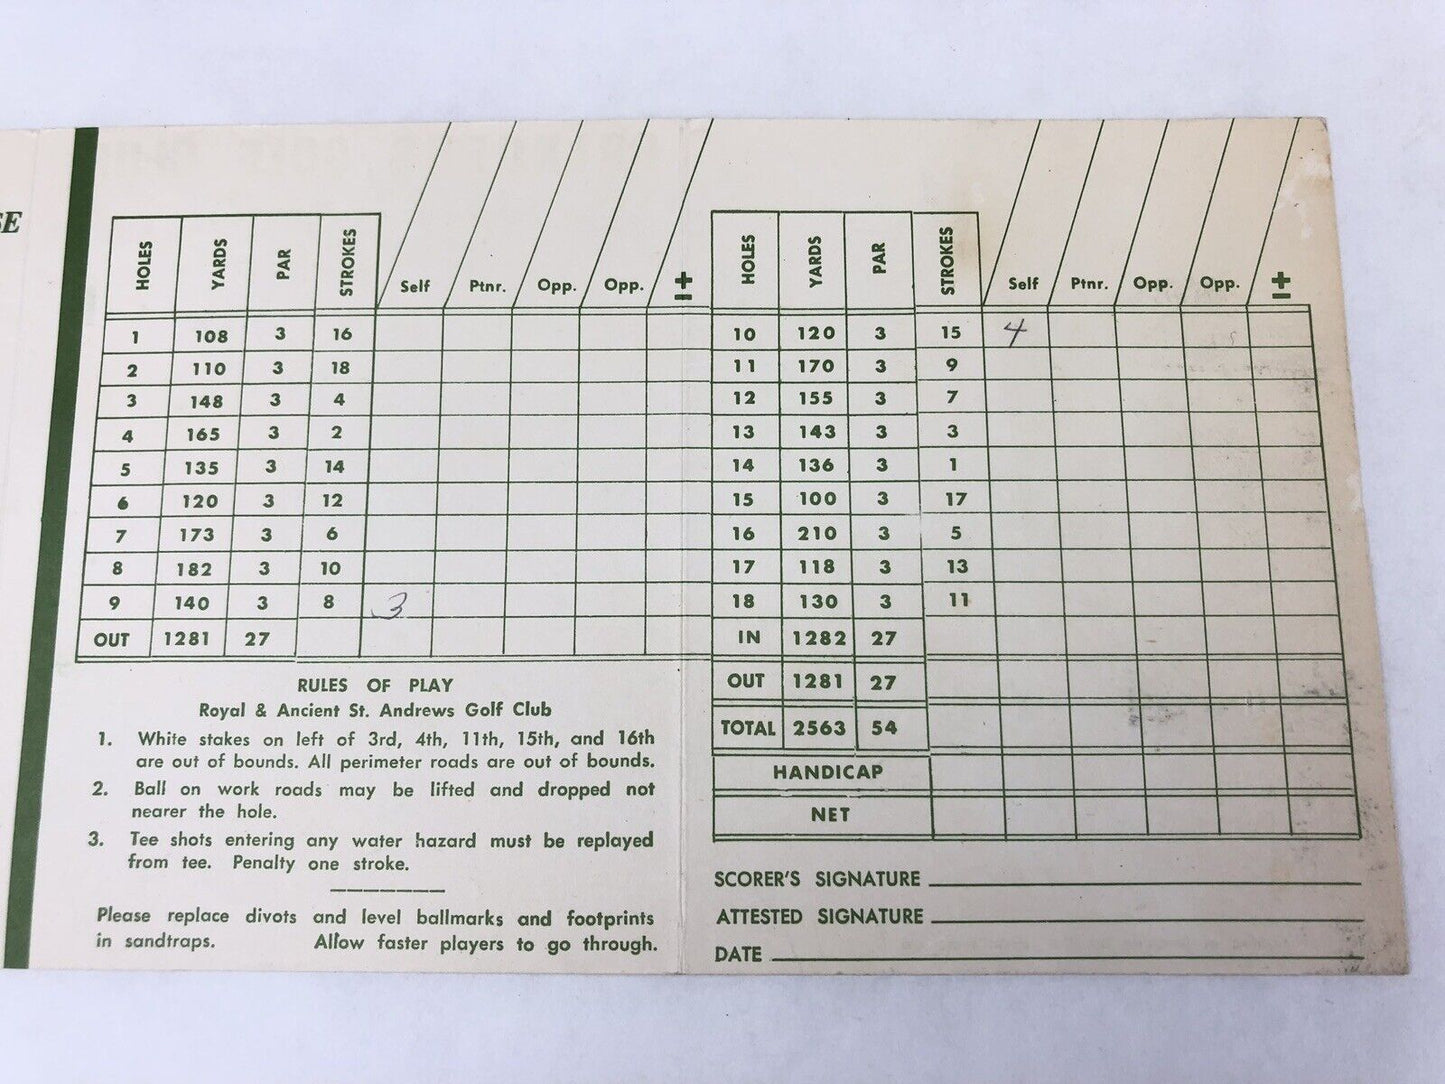 SE
HOLES YARDS PAR STROKES Self Ptnr. Opp. Opp. ±
1 108 3 16
2 110 3 18
3 148 3 4
4 165 3 2
5 135 3 14
6 120 3 12
7 173 3 6
8 182 3 10
9 140 3 8 3
OUT 1281 27
RULES OF PLAY
Royal & Ancient St. Andrews Golf Club
1. White stakes on left of 3rd, 4th, 11th, 15th, and 16th
are out of bounds. All perimeter roads are out of bounds.
2. Ball on work roads may be lifted and dropped not
nearer the hole.
3. Tee shots entering any water hazard must be replayed
from tee. Penalty one stroke.
Please replace divots and level ballmarks and footprints
in sandtraps. Allow faster players to go through.
HOLES YARDS PAR STROKES Self Ptnr. Opp. Opp. ±
10 120 3 15 4
11 170 3 9
12 155 3 7
13 143 3 3
14 136 3 1
15 100 3 17
16 210 3 5
17 118 3 13
18 130 3 11
IN 1282 27
OUT 1281 27
TOTAL 2563 54
HANDICAP
NET
SCORER'S SIGNATURE
ATTESTED SIGNATURE
DATE